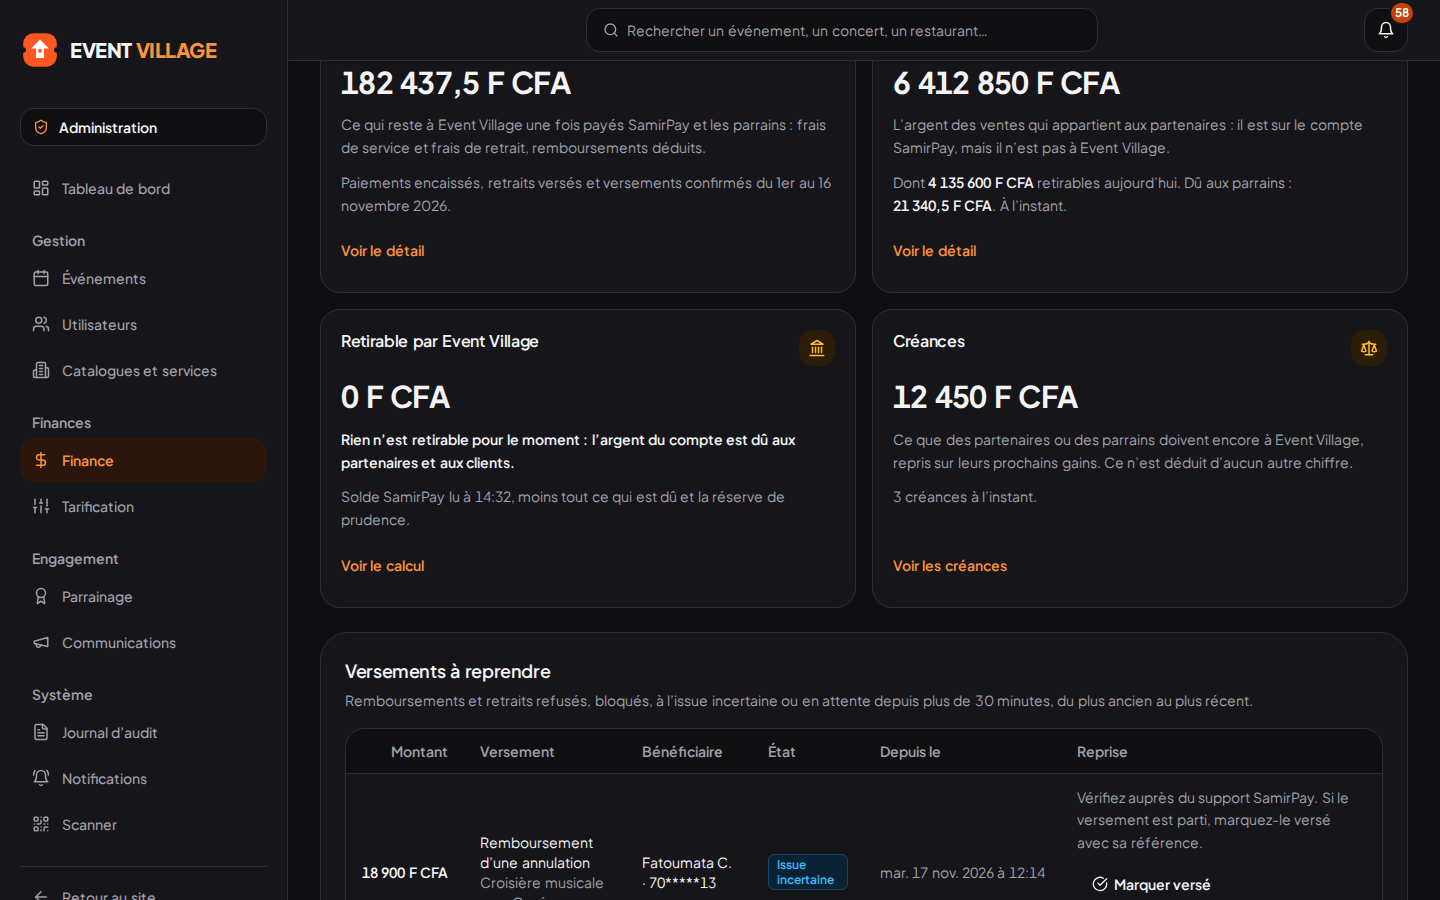 EVENT VILLAGE
Rechercher un événement, un concert, un restaurant...
58
Administration
Tableau de bord
Gestion
Événements
Utilisateurs
Catalogues et services
Finances
Finance
Tarification
Engagement
Parrainage
Communications
Système
Journal d'audit
Notifications
Scanner
Retour au site
182 437,5 F CFA
Ce qui reste à Event Village une fois payés SamirPay et les parrains : frais
de service et frais de retrait, remboursements déduits.
Paiements encaissés, retraits versés et versements confirmés du 1er au 16
novembre 2026.
Voir le détail
6 412 850 F CFA
L'argent des ventes qui appartient aux partenaires : il est sur le compte
SamirPay, mais il n'est pas à Event Village.
Dont 4 135 600 F CFA retirables aujourd'hui. Dû aux parrains :
21 340,5 F CFA. À l'instant.
Voir le détail
Retirable par Event Village
0 F CFA
Rien n'est retirable pour le moment : l'argent du compte est dû aux
partenaires et aux clients.
Solde SamirPay lu à 14:32, moins tout ce qui est dû et la réserve de
prudence.
Voir le calcul
Créances
12 450 F CFA
Ce que des partenaires ou des parrains doivent encore à Event Village,
repris sur leurs prochains gains. Ce n'est déduit d'aucun autre chiffre.
3 créances à l'instant.
Voir les créances
Versements à reprendre
Remboursements et retraits refusés, bloqués, à l'issue incertaine ou en attente depuis plus de 30 minutes, du plus ancien au plus récent.
Montant Versement Bénéficiaire État Depuis le Reprise
18 900 F CFA
Remboursement
d'une annulation
Croisière musicale
Fatoumata C.
· 70*****13
Issue
incertaine
mar. 17 nov. 2026 à 12:14
Vérifiez auprès du support SamirPay. Si le
versement est parti, marquez-le versé
avec sa référence.
Marquer versé